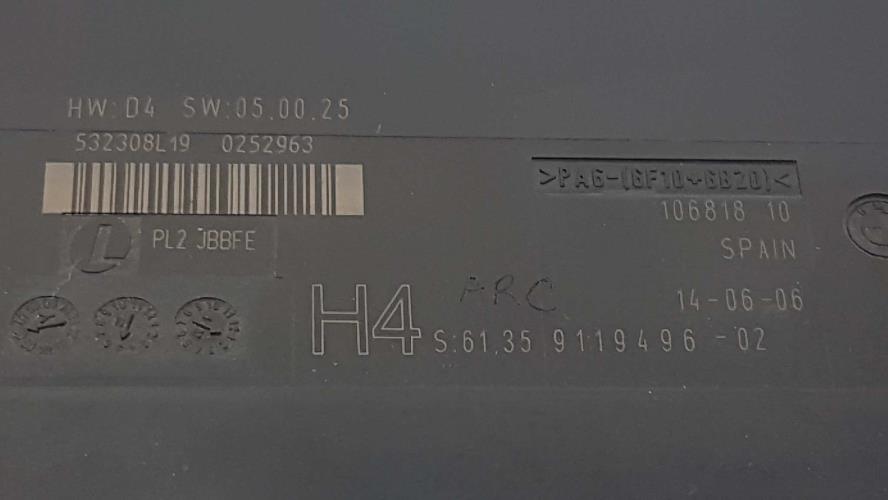 HW:D4 SW:05.00.25
532308L19 0252963
>PA6-(GF10+GB20)<
106818 10
L PL2 JBBFE
SPAIN
ARC
14-06-06
H4 S:61.35 9119496-02